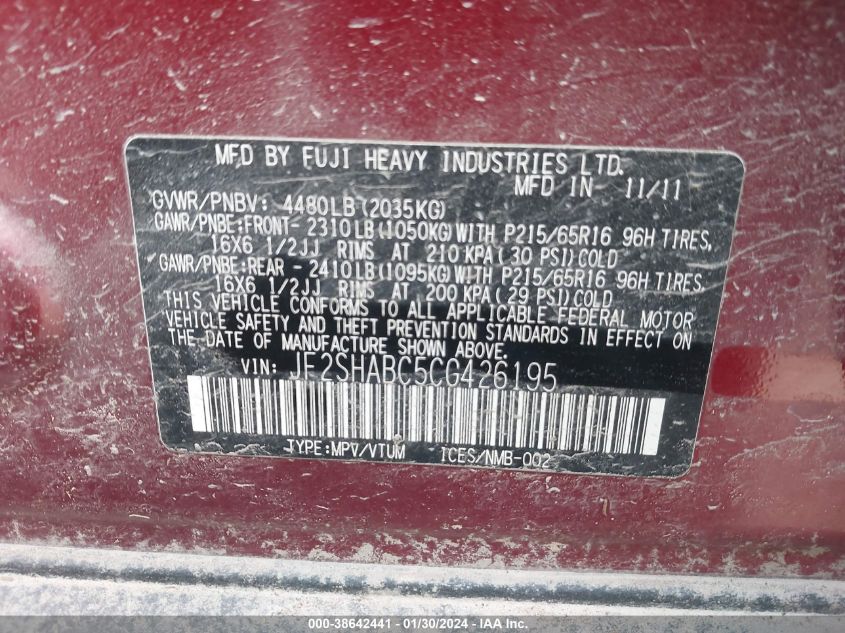 MFD BY FUJI HEAVY INDUSTRIES LTD.
MFD IN 11/11
GVWR/PNBV: 4480LB(2035KG)
GAWR/PNBE:FRONT- 2310LB(1050KG)WITH P215/65R16 96H TIRES,
16X6 1/2JJ RIMS AT 210 KPA(30 PSI)COLD
GAWR/PNBE:REAR - 2410LB(1095KG)WITH P215/65R16 96H TIRES,
16X6 1/2JJ RIMS AT 200 KPA(29 PSI)COLD
THIS VEHICLE CONFORMS TO ALL APPLICABLE FEDERAL MOTOR
VEHICLE SAFETY AND THEFT PREVENTION STANDARDS IN EFFECT ON
THE DATE OF MANUFACTURE SHOWN ABOVE.
VIN: JF2SHABC5CG426195
TYPE:MPV/VTUM ICES/NMB-002
000-38642441 - 01/30/2024 - IAA Inc.